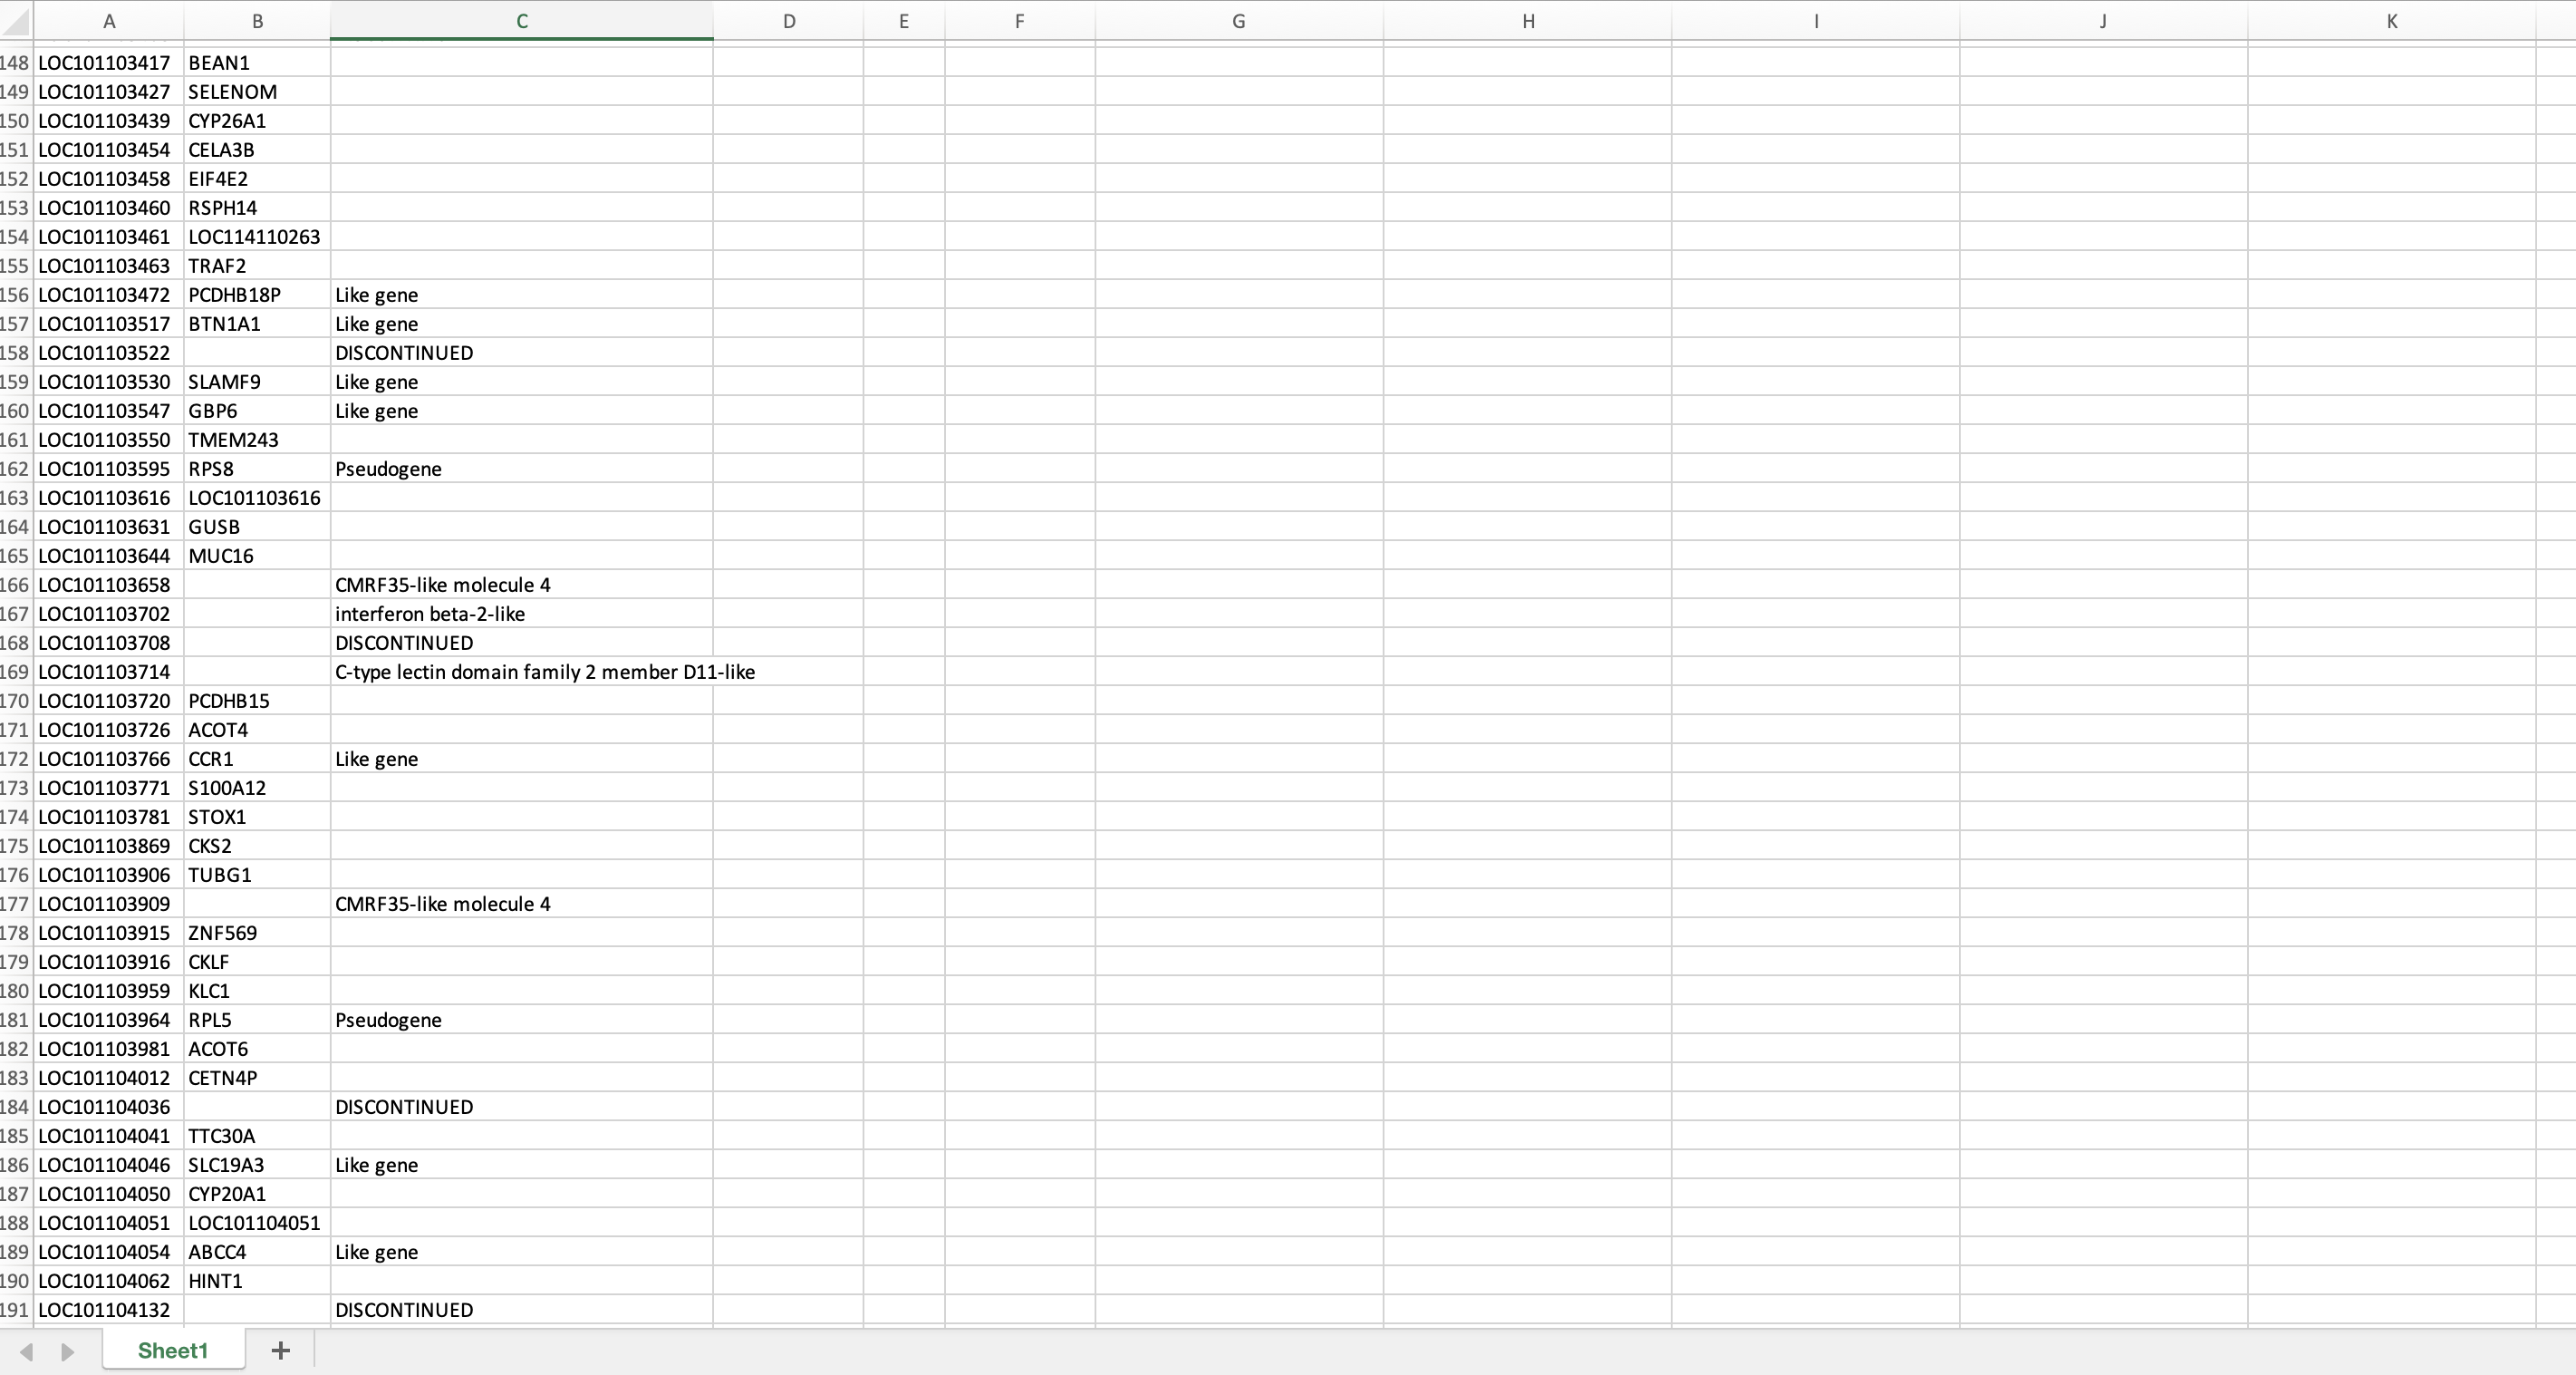 A B C D E F G H I J K
148 LOC101103417 BEAN1
149 LOC101103427 SELENOM
150 LOC101103439 CYP26A1
151 LOC101103454 CELA3B
152 LOC101103458 EIF4E2
153 LOC101103460 RSPH14
154 LOC101103461 LOC114110263
155 LOC101103463 TRAF2
156 LOC101103472 PCDHB18P Like gene
157 LOC101103517 BTN1A1 Like gene
158 LOC101103522 DISCONTINUED
159 LOC101103530 SLAMF9 Like gene
160 LOC101103547 GBP6 Like gene
161 LOC101103550 TMEM243
162 LOC101103595 RPS8 Pseudogene
163 LOC101103616 LOC101103616
164 LOC101103631 GUSB
165 LOC101103644 MUC16
166 LOC101103658 CMRF35-like molecule 4
167 LOC101103702 interferon beta-2-like
168 LOC101103708 DISCONTINUED
169 LOC101103714 C-type lectin domain family 2 member D11-like
170 LOC101103720 PCDHB15
171 LOC101103726 ACOT4
172 LOC101103766 CCR1 Like gene
173 LOC101103771 S100A12
174 LOC101103781 STOX1
175 LOC101103869 CKS2
176 LOC101103906 TUBG1
177 LOC101103909 CMRF35-like molecule 4
178 LOC101103915 ZNF569
179 LOC101103916 CKLF
180 LOC101103959 KLC1
181 LOC101103964 RPL5 Pseudogene
182 LOC101103981 ACOT6
183 LOC101104012 CETN4P
184 LOC101104036 DISCONTINUED
185 LOC101104041 TTC30A
186 LOC101104046 SLC19A3 Like gene
187 LOC101104050 CYP20A1
188 LOC101104051 LOC101104051
189 LOC101104054 ABCC4 Like gene
190 LOC101104062 HINT1
191 LOC101104132 DISCONTINUED
Sheet1 +